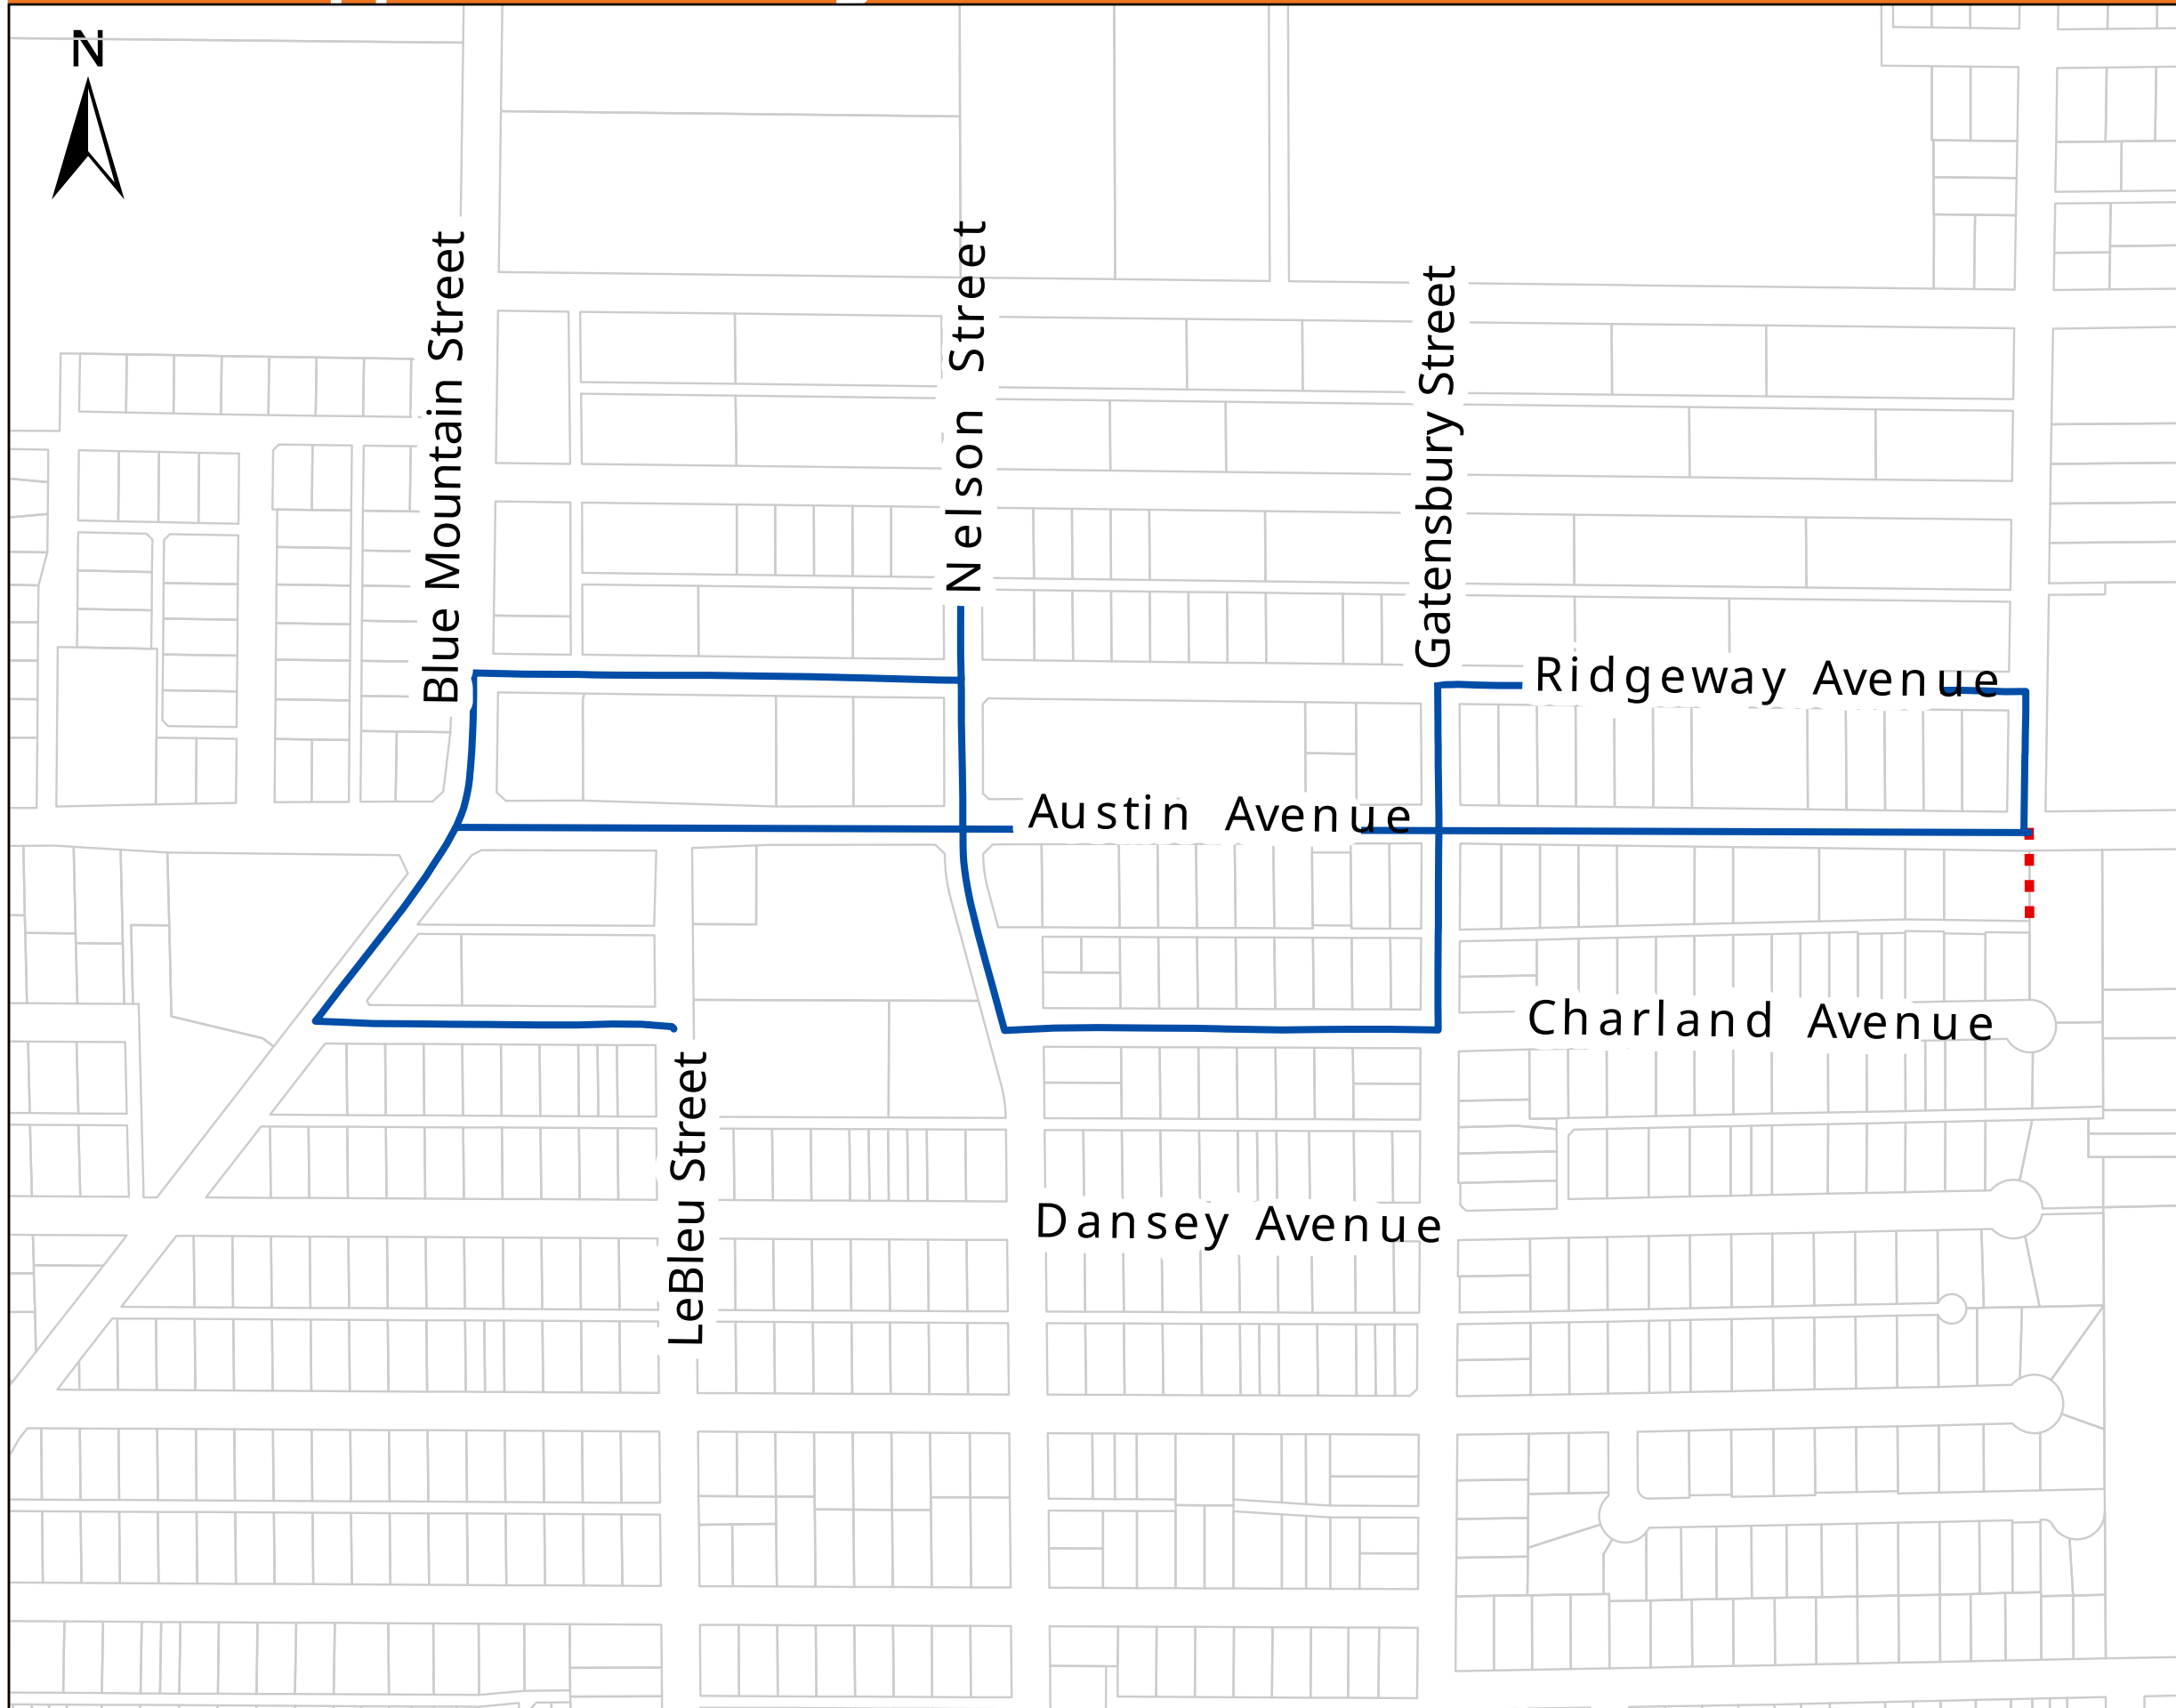 N
Blue Mountain Street
Nelson Street
Gatensbury Street
Ridgeway Avenue
Austin Avenue
Charland Avenue
LeBleu Street
Dansey Avenue